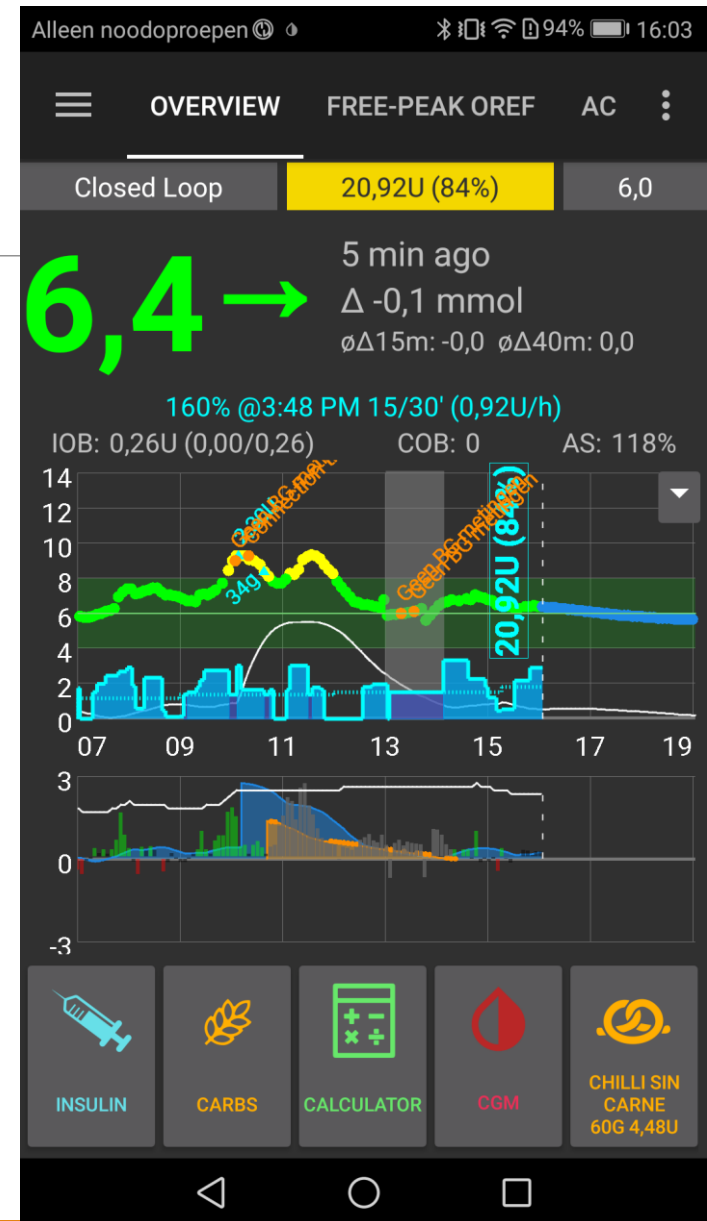 Alleen noodoproepen 94% 16:03
OVERVIEW FREE-PEAK OREF AC
Closed Loop 20,92U (84%) 6,0
6,4
5 min ago
Δ -0,1 mmol
øΔ15m: -0,0 øΔ40m: 0,0
160% @3:48 PM 15/30' (0,92U/h)
IOB: 0,26U (0,00/0,26) COB: 0 AS: 118%
14
12
10
8
6
4
2
0
34g
Geen BG metingen
20,92U (84%)
07 09 11 13 15 17 19
3
0
-3
INSULIN
CARBS
CALCULATOR
CGM
CHILLI SIN
CARNE
60G 4,48U